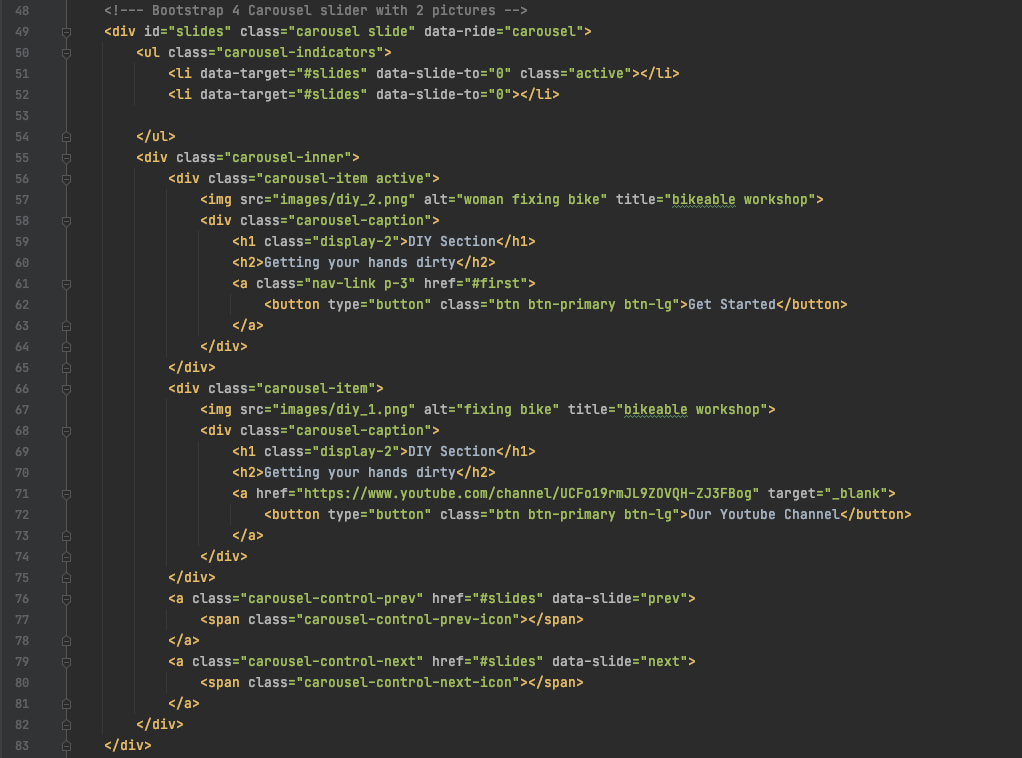 48 <!--- Bootstrap 4 Carousel slider with 2 pictures -->
49 <div id="slides" class="carousel slide" data-ride="carousel">
50 <ul class="carousel-indicators">
51 <li data-target="#slides" data-slide-to="0" class="active"></li>
52 <li data-target="#slides" data-slide-to="0"></li>
53
54 </ul>
55 <div class="carousel-inner">
56 <div class="carousel-item active">
57 <img src="images/diy_2.png" alt="woman fixing bike" title="bikeable workshop">
58 <div class="carousel-caption">
59 <h1 class="display-2">DIY Section</h1>
60 <h2>Getting your hands dirty</h2>
61 <a class="nav-link p-3" href="#first">
62 <button type="button" class="btn btn-primary btn-lg">Get Started</button>
63 </a>
64 </div>
65 </div>
66 <div class="carousel-item">
67 <img src="images/diy_1.png" alt="fixing bike" title="bikeable workshop">
68 <div class="carousel-caption">
69 <h1 class="display-2">DIY Section</h1>
70 <h2>Getting your hands dirty</h2>
71 <a href="https://www.youtube.com/channel/UCFo19rmJL9ZOVQH-ZJ3FBog" target="_blank">
72 <button type="button" class="btn btn-primary btn-lg">Our Youtube Channel</button>
73 </a>
74 </div>
75 </div>
76 <a class="carousel-control-prev" href="#slides" data-slide="prev">
77 <span class="carousel-control-prev-icon"></span>
78 </a>
79 <a class="carousel-control-next" href="#slides" data-slide="next">
80 <span class="carousel-control-next-icon"></span>
81 </a>
82 </div>
83 </div>